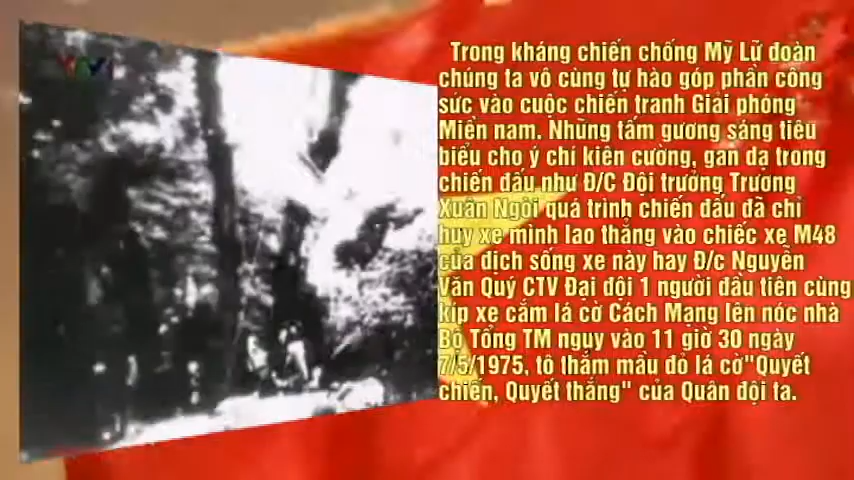 VTV1
Trong kháng chiến chống Mỹ Lữ đoàn
chúng ta vô cùng tự hào góp phần công
sức vào cuộc chiến tranh Giải phóng
Miền nam. Những tấm gương sáng tiêu
biểu cho ý chí kiên cường, gan dạ trong
chiến đấu như Đ/C Đội trưởng Trương
Xuân Ngôi quá trình chiến đấu đã chỉ
huy xe mình lao thẳng vào chiếc xe M48
của địch sống xe này hay Đ/c Nguyễn
Văn Quý CTV Đại đội 1 người đầu tiên cùng
kíp xe cắm lá cờ Cách Mạng lên nóc nhà
Bộ Tổng TM ngụy vào 11 giờ 30 ngày
7/5/1975, tô thắm mầu đỏ lá cờ"Quyết
chiến, Quyết thắng" của Quân đội ta.